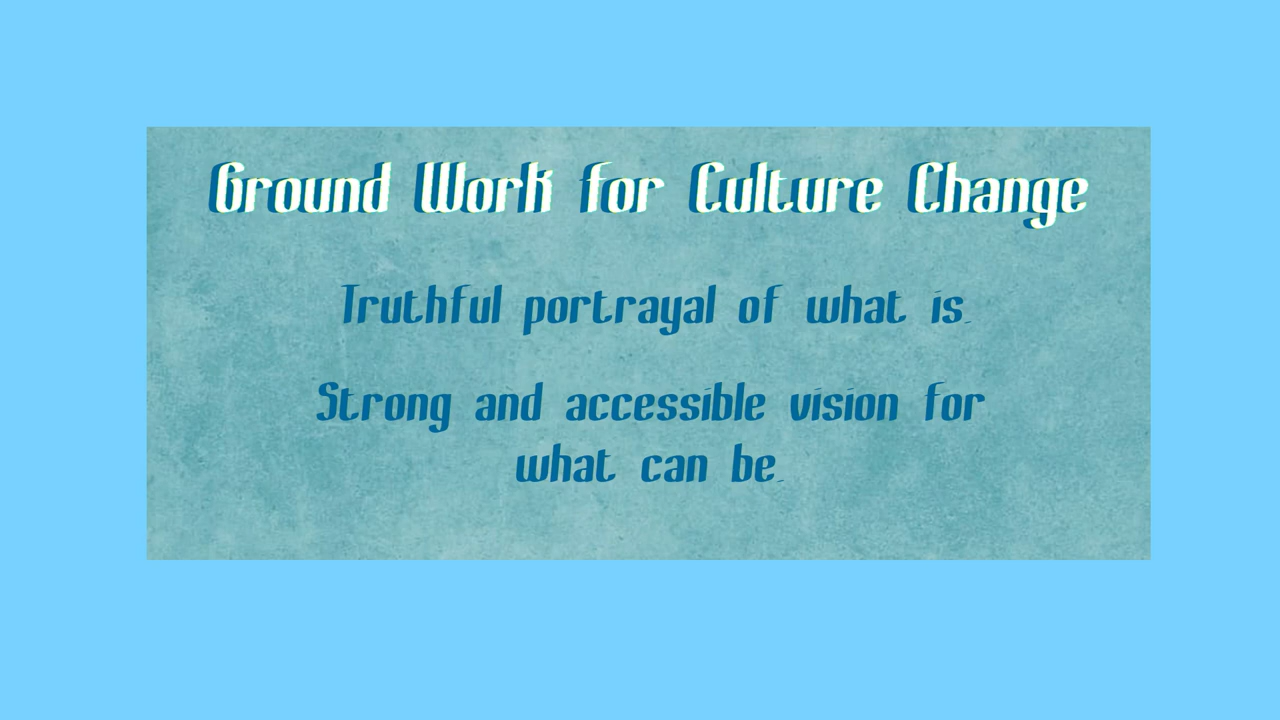 Ground Work for Culture Change
Truthful portrayal of what is.
Strong and accessible vision for
what can be.